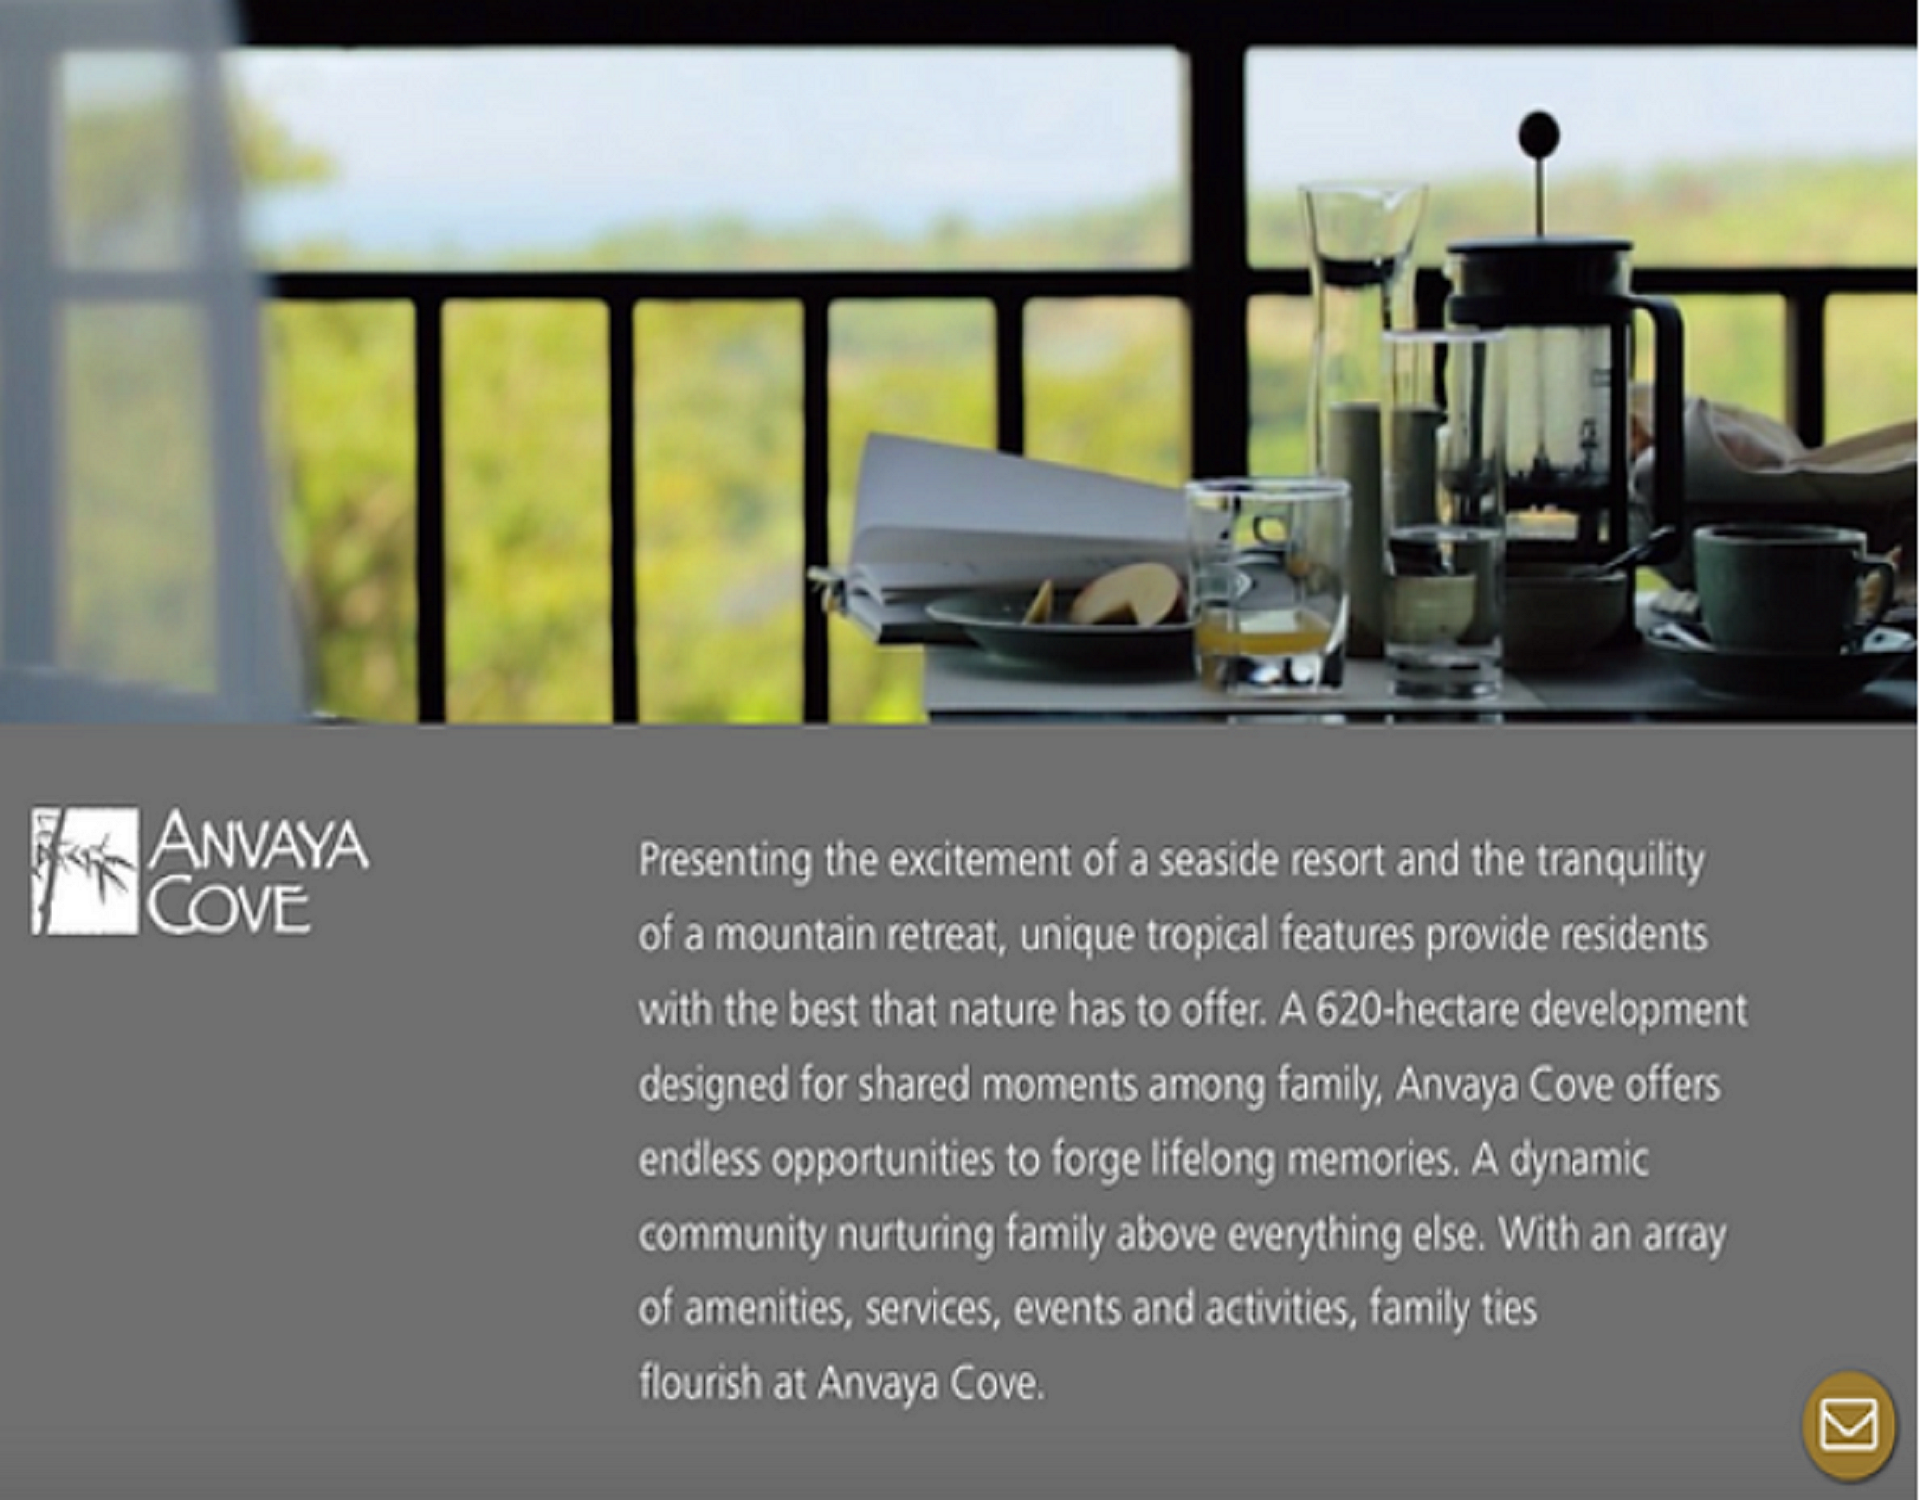 ANVAYA
COVE
Presenting the excitement of a seaside resort and the tranquility
of a mountain retreat, unique tropical features provide residents
with the best that nature has to offer. A 620-hectare development
designed for shared moments among family, Anvaya Cove offers
endless opportunities to forge lifelong memories. A dynamic
community nurturing family above everything else. With an array
of amenities, services, events and activities, family ties
flourish at Anvaya Cove.